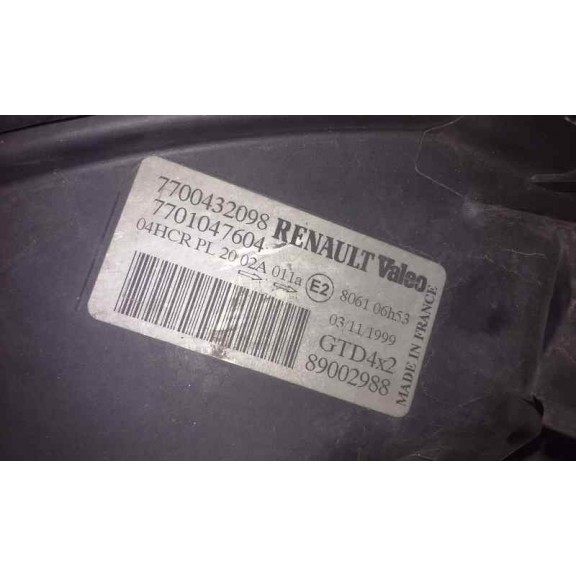 7700432098
7701047604 RENAULT Valeo
04HCR PL 20 02A 011a E2 8061 06h53
03/11/1999
GTD4x2
89002988
MADE IN FRANCE